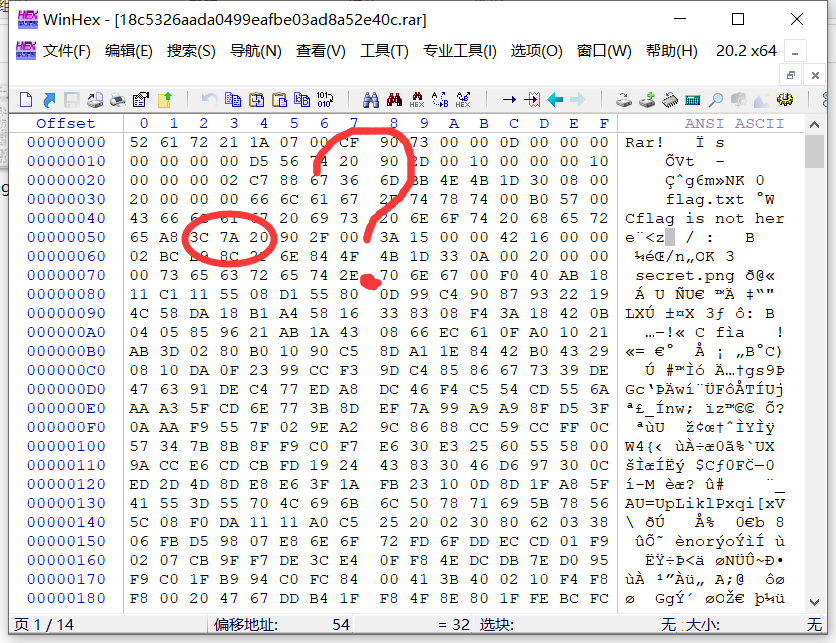 WinHex - [18c5326aada0499eafbe03ad8a52e40c.rar]
文件(F) 编辑(E) 搜索(S) 导航(N) 查看(V) 工具(T) 专业工具(I) 选项(O) 窗口(W) 帮助(H) 20.2 x64
Offset 0 1 2 3 4 5 6 7 8 9 A B C D E F ANSI ASCII
00000000 52 61 72 21 1A 07 00 CF 90 73 00 00 0D 00 00 00 Rar! Ï s
00000010 00 00 00 00 D5 56 74 20 90 2D 00 10 00 00 00 10 ÕVt -
00000020 00 00 00 02 C7 88 67 36 6D BB 4E 4B 1D 30 08 00 Çˆg6m»NK 0
00000030 20 00 00 00 66 6C 61 67 2E 74 78 74 00 B0 57 00 flag.txt °W
00000040 43 66 6C 61 67 20 69 73 20 6E 6F 74 20 68 65 72 Cflag is not her
00000050 65 A8 3C 7A 20 90 2F 00 3A 15 00 00 42 16 00 00 e¨<z / : B
00000060 02 BC E9 8C 2F 6E 84 4F 4B 1D 33 0A 00 20 00 00 ¼éŒ/n„OK 3
00000070 00 73 65 63 72 65 74 2E 70 6E 67 00 F0 40 AB 18 secret.png ð@«
00000080 11 C1 11 55 08 D1 55 80 0D 99 C4 90 87 93 22 19 Á U ÑU€ ™Ä ‡“"
00000090 4C 58 DA 18 B1 A4 58 16 33 83 08 F4 3A 18 42 0B LXÚ ±¤X 3ƒ ô: B
000000A0 04 05 85 96 21 AB 1A 43 08 66 EC 61 0F A0 10 21 …–!« C fìa !
000000B0 AB 3D 02 80 B0 10 90 C5 8D A1 1E 84 42 B0 43 29 «= €° Å ¡ „B°C)
000000C0 08 10 DA 0F 23 99 CC F3 9D C4 85 86 67 73 39 DE Ú #™Ìó Ä…†gs9Þ
000000D0 47 63 91 DE C4 77 ED A8 DC 46 F4 C5 54 CD 55 6A Gc‘ÞÄwí¨ÜFôÅTÍUj
000000E0 AA A3 5F CD 6E 77 3B 8D EF 7A 99 A9 A9 8F D5 3F ª£_Ínw; ïz™©© Õ?
000000F0 0A AA F9 55 7F 02 9E A2 9C 86 88 CC 59 CC FF 0C ªùU ž¢œ†ˆÌYÌÿ
00000100 57 34 7B 8B 8F F9 C0 F7 E6 30 E3 25 60 55 58 00 W4{‹ ùÀ÷æ0ã%`UX
00000110 9A CC E6 CD CB FD 19 24 43 83 30 46 D6 97 30 0C šÌæÍËý $Cƒ0FÖ—0
00000120 ED 2D 4D 8D E8 E6 3F 1A FB 23 10 0D 8D 1F A8 5F í-M èæ? û# ¨_
00000130 41 55 3D 55 70 4C 69 6B 6C 50 78 71 69 5B 78 56 AU=UpLiklPxqi[xV
00000140 5C 08 F0 DA 11 11 A0 C5 25 20 02 30 80 62 03 38 \ ðÚ Å% 0€b 8
00000150 06 FB D5 98 07 E8 6E 6F 72 FD 6F DD EC CD 01 F9 ûÕ˜ ènorýoÝìÍ ù
00000160 02 07 CB 9F F7 DE 3C E4 0F F8 4E DC DB 7E D0 95 ËŸ÷Þ<ä øNÜÛ~Ð•
00000170 F9 C0 1F B9 94 C0 FC 84 00 41 3B 40 02 10 F4 F8 ùÀ ¹”Àü„ A;@ ôø
00000180 F8 00 20 47 67 DD B4 1F F8 4F 8E 80 1F FE BC FC ø GgÝ´ øOŽ€ þ¼ü
页 1 / 14 偏移地址: 54 = 32 选块: 无 大小: 无